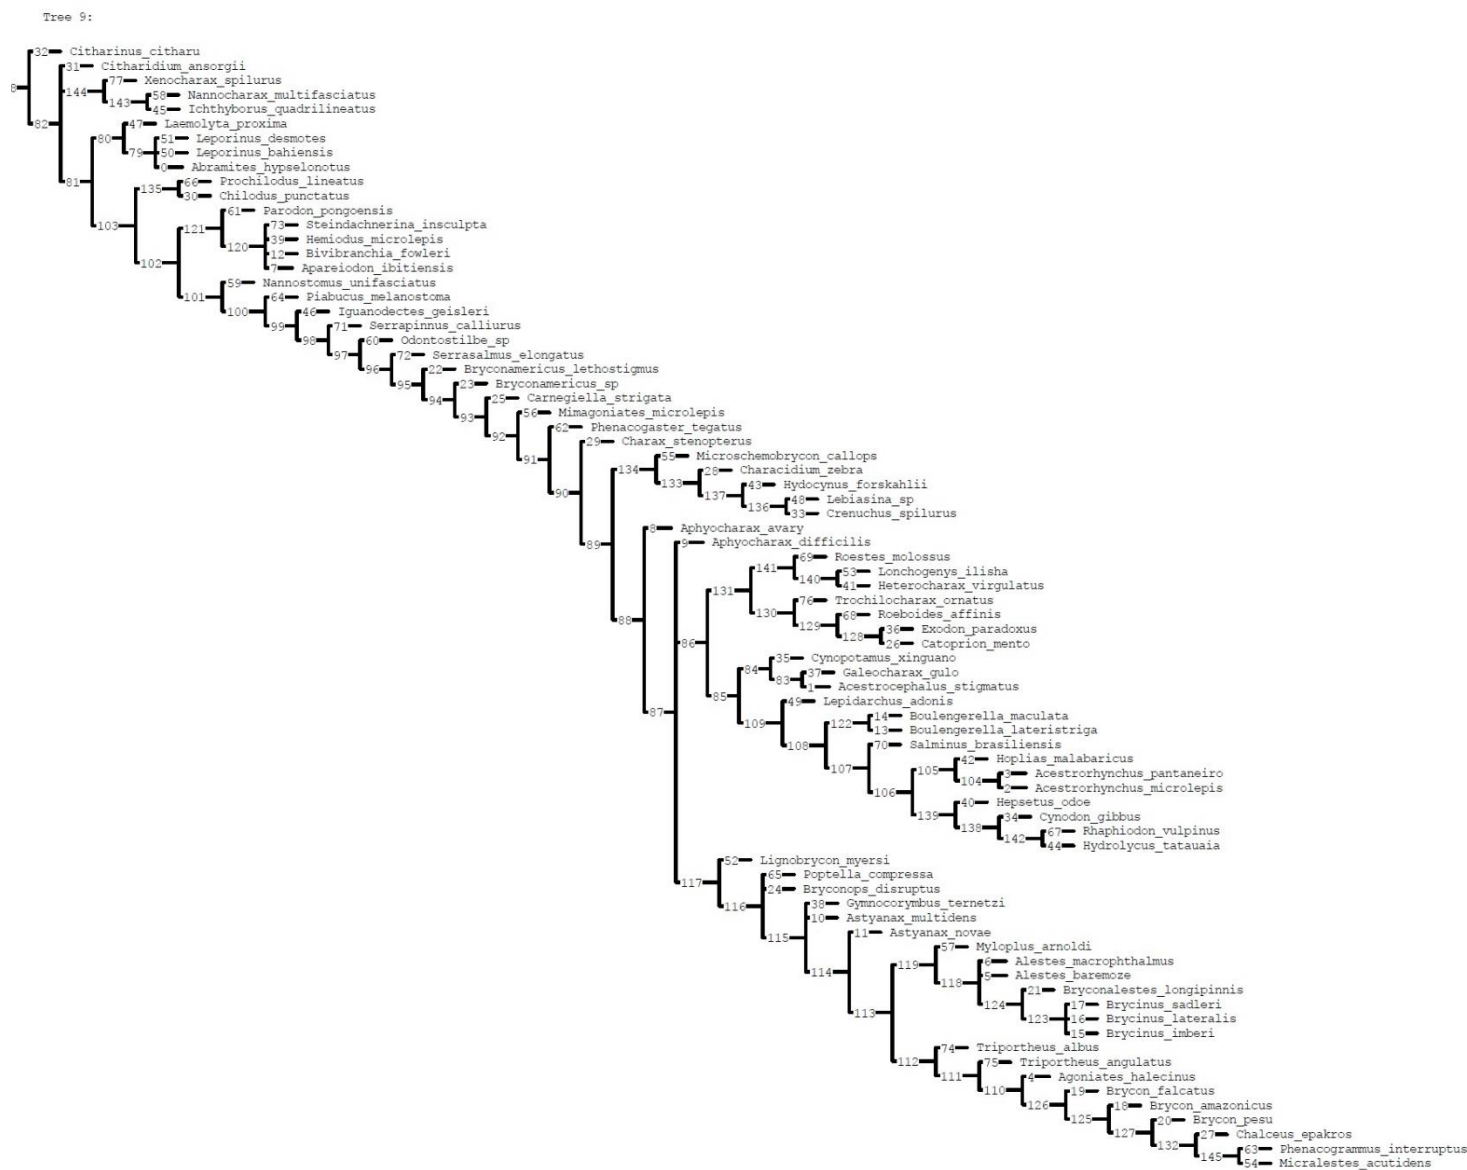 Tree 9:
32 Citharinus_citharu
31 Citharidium_ansorgii
77 Xenocharax_spilurus
8
144
58 Nannocharax_multifasciatus
143
45 Ichthyborus_quadrilineatus
82
47 Laemolyta_proxima
80
51 Leporinus_desmotes
79
50 Leporinus_bahiensis
0 Abramites_hypselonotus
81
66 Prochilodus_lineatus
135
30 Chilodus_punctatus
61 Parodon_pongoensis
103
121
73 Steindachnerina_insculpta
39 Hemiodus_microlepis
120
12 Bivibranchia_fowleri
102
7 Apareiodon_ibitiensis
59 Nannostomus_unifasciatus
101
64 Piabucus_melanostoma
100
46 Iguanodectes_geisleri
99
71 Serrapinnus_calliurus
98
60 Odontostilbe_sp
97
72 Serrasalmus_elongatus
96
22 Bryconamericus_lethostigmus
95
23 Bryconamericus_sp
94
25 Carnegiella_strigata
93
56 Mimagoniates_microlepis
92
62 Phenacogaster_tegatus
91
29 Charax_stenopterus
55 Microschemobrycon_callops
134
28 Characidium_zebra
133
43 Hydocynus_forskahlii
90
137
48 Lebiasina_sp
136
33 Crenuchus_spilurus
8 Aphyocharax_avary
89
9 Aphyocharax_difficilis
69 Roestes_molossus
141
53 Lonchogenys_ilisha
140
41 Heterocharax_virgulatus
131
76 Trochilocharax_ornatus
130
68 Roeboides_affinis
88
129
36 Exodon_paradoxus
128
86
26 Catoprion_mento
35 Cynopotamus_xinguano
84
37 Galeocharax_gulo
83
1 Acestrocephalus_stigmatus
85
49 Lepidarchus_adonis
87
14 Boulengerella_maculata
109
122
13 Boulengerella_lateristriga
108
70 Salminus_brasiliensis
42 Hoplias_malabaricus
107
105
3 Acestrorhynchus_pantaneiro
104
2 Acestrorhynchus_microlepis
106
40 Hepsetus_odoe
139
34 Cynodon_gibbus
138
67 Rhaphiodon_vulpinus
142
44 Hydrolycus_tatauaia
52 Lignobrycon_myersi
65 Poptella_compressa
117
24 Bryconops_disruptus
38 Gymnocorymbus_ternetzi
116
10 Astyanax_multidens
11 Astyanax_novae
115
57 Myloplus_arnoldi
6 Alestes_macrophthalmus
119
114
5 Alestes_baremoze
118
21 Bryconalestes_longipinnis
124
17 Brycinus_sadleri
113
16 Brycinus_lateralis
123
15 Brycinus_imberi
74 Triportheus_albus
112
75 Triportheus_angulatus
111
4 Agoniates_halecinus
110
19 Brycon_falcatus
126
18 Brycon_amazonicus
125
20 Brycon_pesu
127
27 Chalceus_epakros
132
63 Phenacogrammus_interruptus
145
54 Micralestes_acutidens